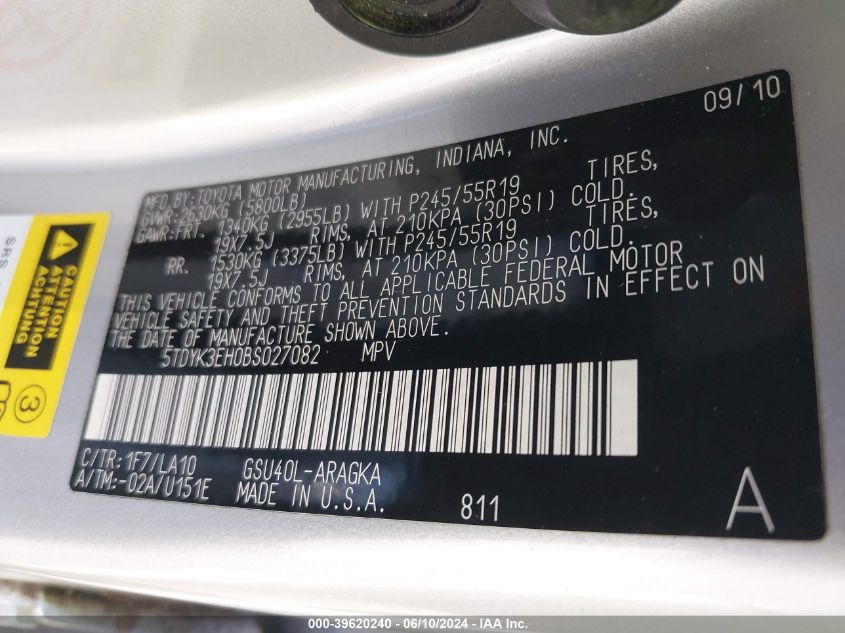 09/10
MFD.BY:TOYOTA MOTOR MANUFACTURING, INDIANA, INC.
GVWR:2630KG (5800LB)
GAWR:FRT. 1340KG (2955LB) WITH P245/55R19 TIRES,
19X7.5J RIMS, AT 210KPA (30PSI) COLD.
RR. 1530KG (3375LB) WITH P245/55R19 TIRES,
19X7.5J RIMS, AT 210KPA (30PSI) COLD.
THIS VEHICLE CONFORMS TO ALL APPLICABLE FEDERAL MOTOR
VEHICLE SAFETY AND THEFT PREVENTION STANDARDS IN EFFECT ON
THE DATE OF MANUFACTURE SHOWN ABOVE.
5TDYK3EH0BS027082 MPV
C/TR: 1F7/LA10 GSU40L-ARAGKA
A/TM:-02A/U151E MADE IN U.S.A.
811
A
SRS
CAUTION
ATTENTION
ACHTUNG
3
000-39620240 - 06/10/2024 - IAA Inc.